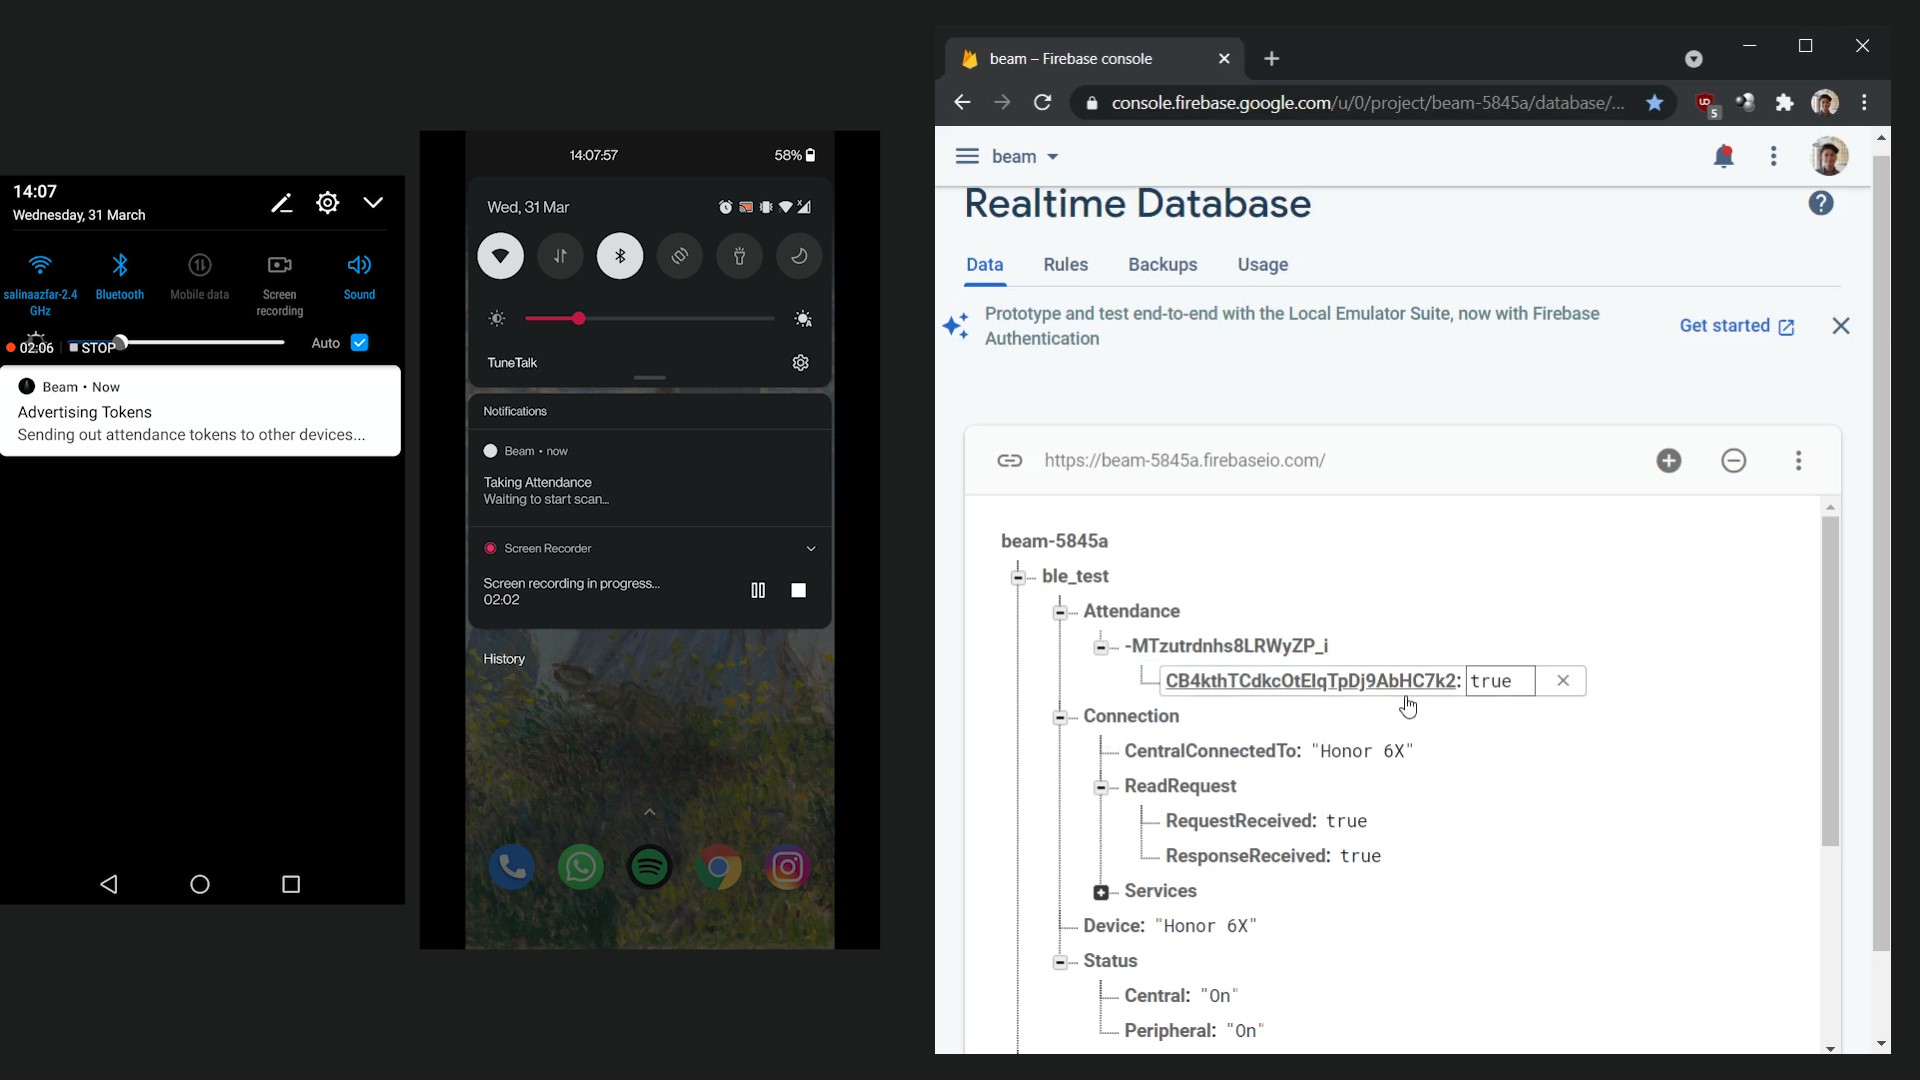 14:07
Wednesday, 31 March
salinaazfar-2.4
GHz
Bluetooth
Mobile data
Screen
recording
Sound
02:06
STOP
Auto
Beam • Now
Advertising Tokens
Sending out attendance tokens to other devices...
14:07:57
58%
Wed, 31 Mar
TuneTalk
Notifications
Beam • now
Taking Attendance
Waiting to start scan...
Screen Recorder
Screen recording in progress...
02:02
History
beam – Firebase console
console.firebase.google.com/u/0/project/beam-5845a/database/...
5
beam
Realtime Database
Data
Rules
Backups
Usage
Prototype and test end-to-end with the Local Emulator Suite, now with Firebase
Authentication
Get started
https://beam-5845a.firebaseio.com/
beam-5845a
ble_test
Attendance
-MTzutrdnhs8LRWyZP_i
CB4kthTCdkcOtEIqTpDj9AbHC7k2: true
Connection
CentralConnectedTo: "Honor 6X"
ReadRequest
RequestReceived: true
ResponseReceived: true
Services
Device: "Honor 6X"
Status
Central: "On"
Peripheral: "On"